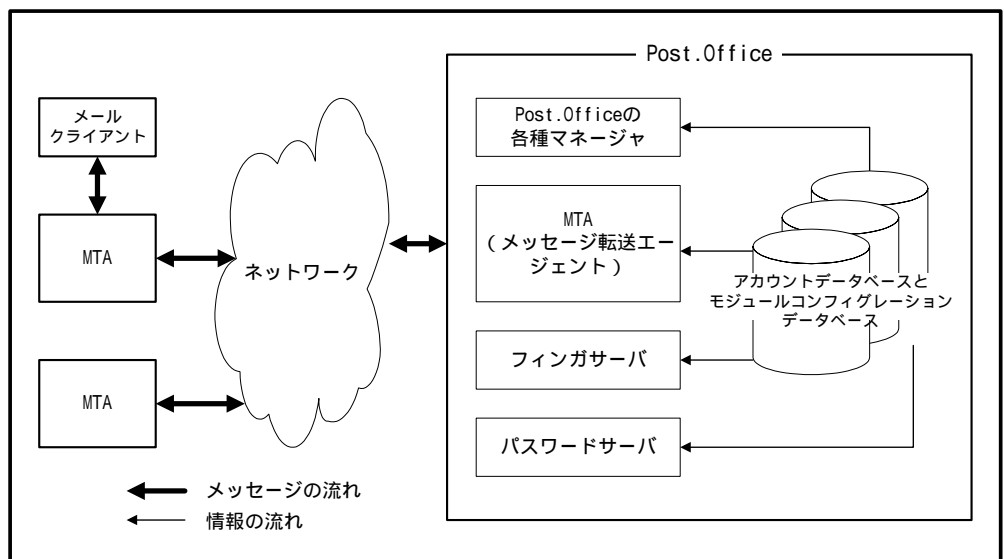 Post.Office
メール
クライアント
MTA
MTA
ネットワーク
Post.Officeの
各種マネージャ
MTA
(メッセージ転送エー
ジェント)
フィンガサーバ
パスワードサーバ
アカウントデータベースと
モジュールコンフィグレーション
データベース
メッセージの流れ
情報の流れ